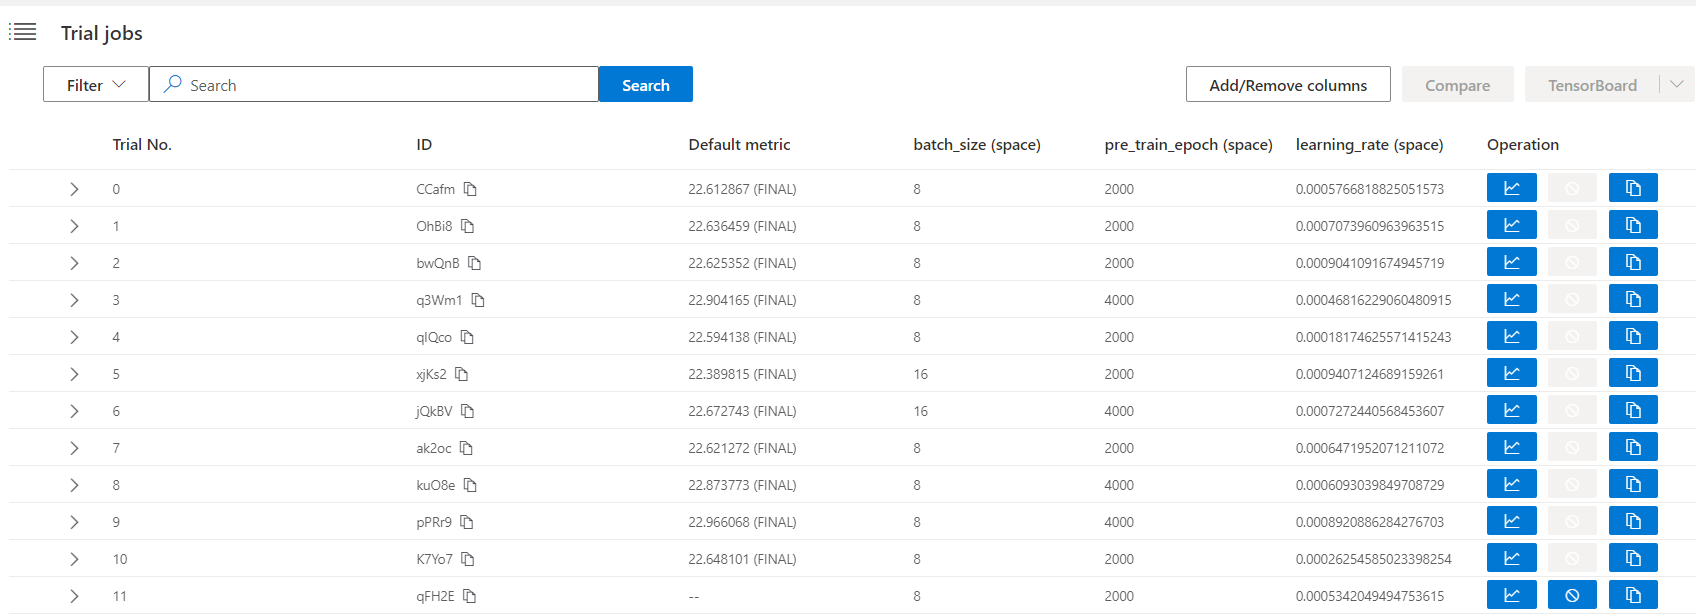 Trial jobs
Filter Search Search Add/Remove columns Compare TensorBoard
Trial No. ID Default metric batch_size (space) pre_train_epoch (space) learning_rate (space) Operation
0 CCafm 22.612867 (FINAL) 8 2000 0.0005766818825051573
1 OhBi8 22.636459 (FINAL) 8 2000 0.0007073960963963515
2 bwQnB 22.625352 (FINAL) 8 2000 0.0009041091674945719
3 q3Wm1 22.904165 (FINAL) 8 4000 0.00046816229060480915
4 qIQco 22.594138 (FINAL) 8 2000 0.00018174625571415243
5 xjKs2 22.389815 (FINAL) 16 2000 0.0009407124689159261
6 jQkBV 22.672743 (FINAL) 16 4000 0.0007272440568453607
7 ak2oc 22.621272 (FINAL) 8 2000 0.0006471952071211072
8 kuO8e 22.873773 (FINAL) 8 4000 0.0006093039849708729
9 pPRr9 22.966068 (FINAL) 8 4000 0.0008920886284276703
10 K7Yo7 22.648101 (FINAL) 8 2000 0.00026254585023398254
11 qFH2E -- 8 2000 0.0005342049494753615